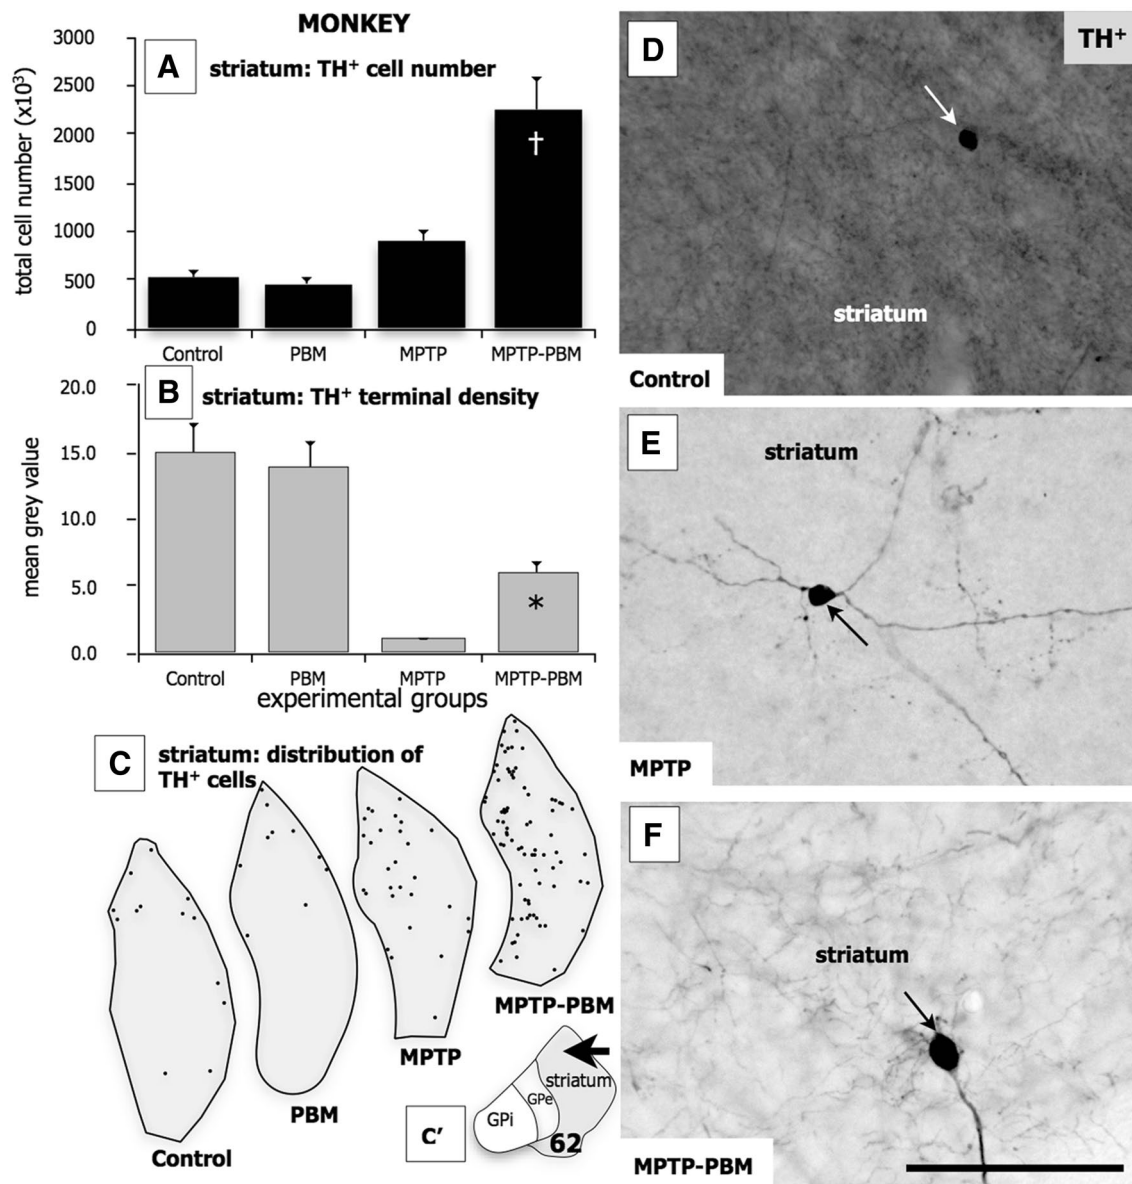 MONKEY
A
striatum: TH⁺ cell number
total cell number (x10³)
3000
2500
2000
1500
1000
500
0
†
Control
PBM
MPTP
MPTP-PBM
B
striatum: TH⁺ terminal density
mean grey value
20.0
15.0
10.0
5.0
0.0
*
Control
PBM
MPTP
MPTP-PBM
experimental groups
C
striatum: distribution of
TH⁺ cells
Control
PBM
MPTP
MPTP-PBM
C′
GPi
GPe
striatum
62
D
TH⁺
striatum
Control
E
striatum
MPTP
F
striatum
MPTP-PBM